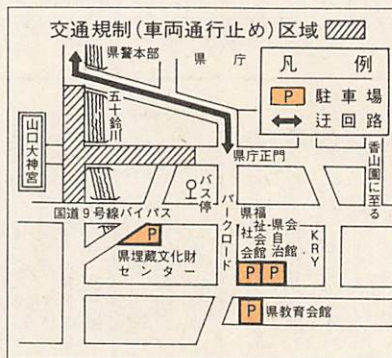 交通規制(車両通行止め)区域
県警本部
県庁
凡例
P 駐車場
迂回路
五十鈴川
山口大神宮
県庁正門
香山園に至る
バス停
パークロード
国道9号線バイパス
県福祉社会会館
県自治会館
KRY
P
県埋蔵文化財
センター
P P
P 県教育会館